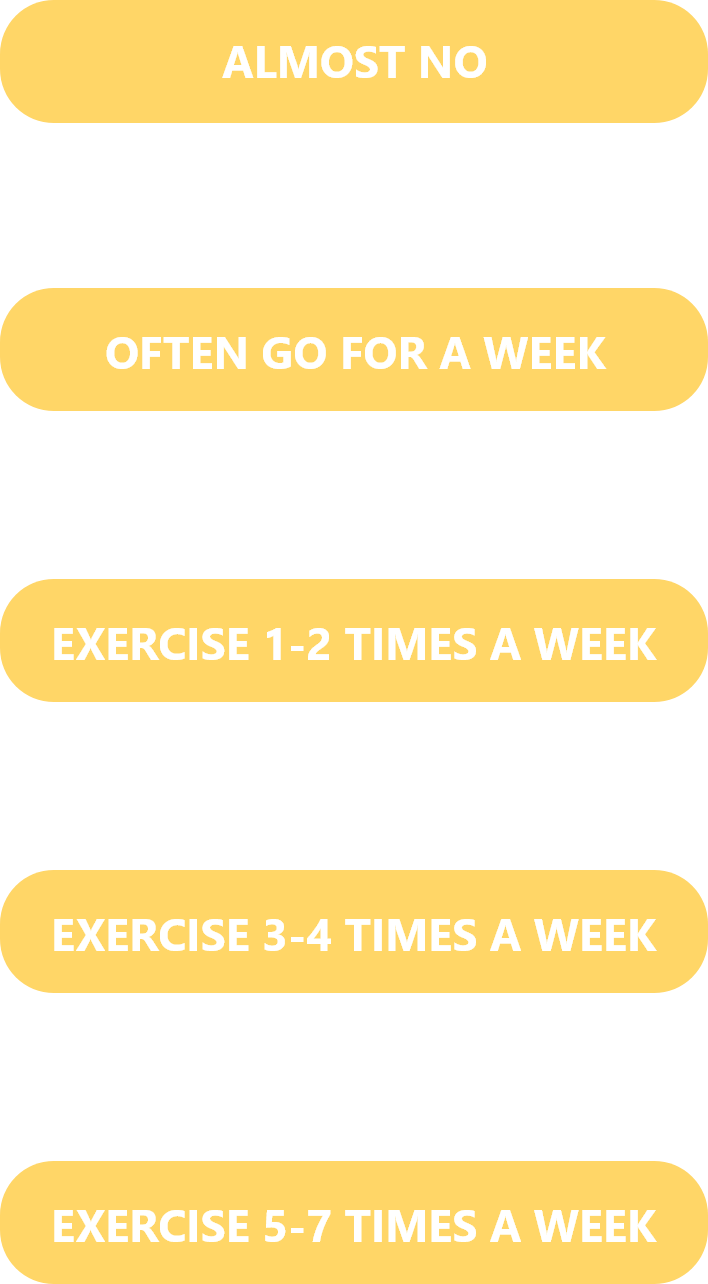 ALMOST NO
OFTEN GO FOR A WEEK
EXERCISE 1-2 TIMES A WEEK
EXERCISE 3-4 TIMES A WEEK
EXERCISE 5-7 TIMES A WEEK